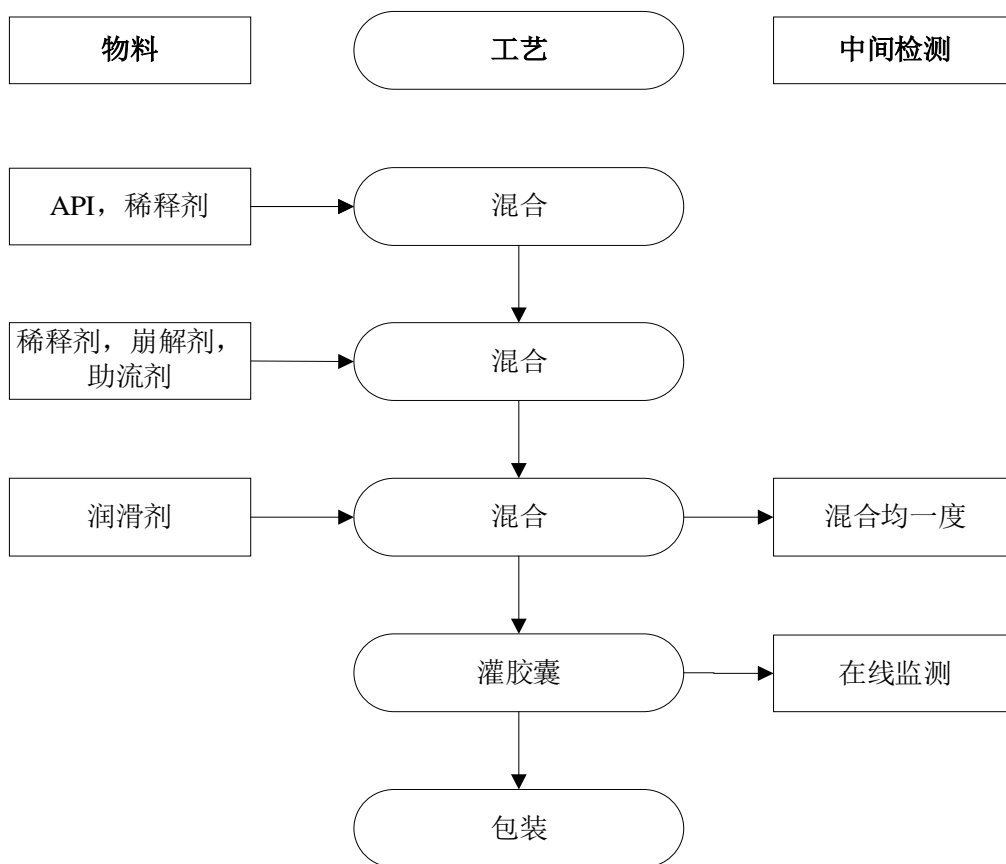 物料
工艺
中间检测
API，稀释剂
混合
稀释剂，崩解剂，
助流剂
混合
润滑剂
混合
混合均一度
灌胶囊
在线监测
包装